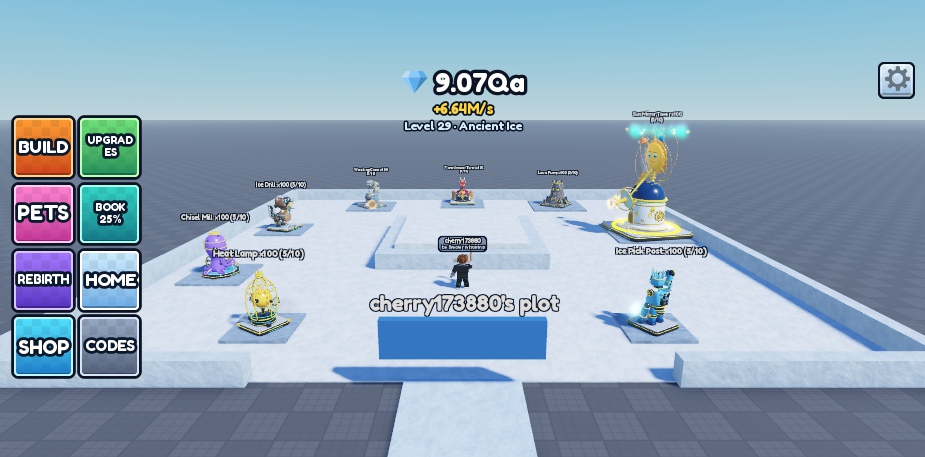 9.07Qa
+6.64M/s
Level 29 · Ancient Ice
BUILD
UPGRAD
ES
PETS
BOOK
25%
REBIRTH
HOME
SHOP
CODES
Ice Drill x100 (5/10)
Chisel Mill x100 (5/10)
Heat Lamp x100 (5/10)
Ice Pick Post x100 (5/10)
cherry173880
cherry173880's plot